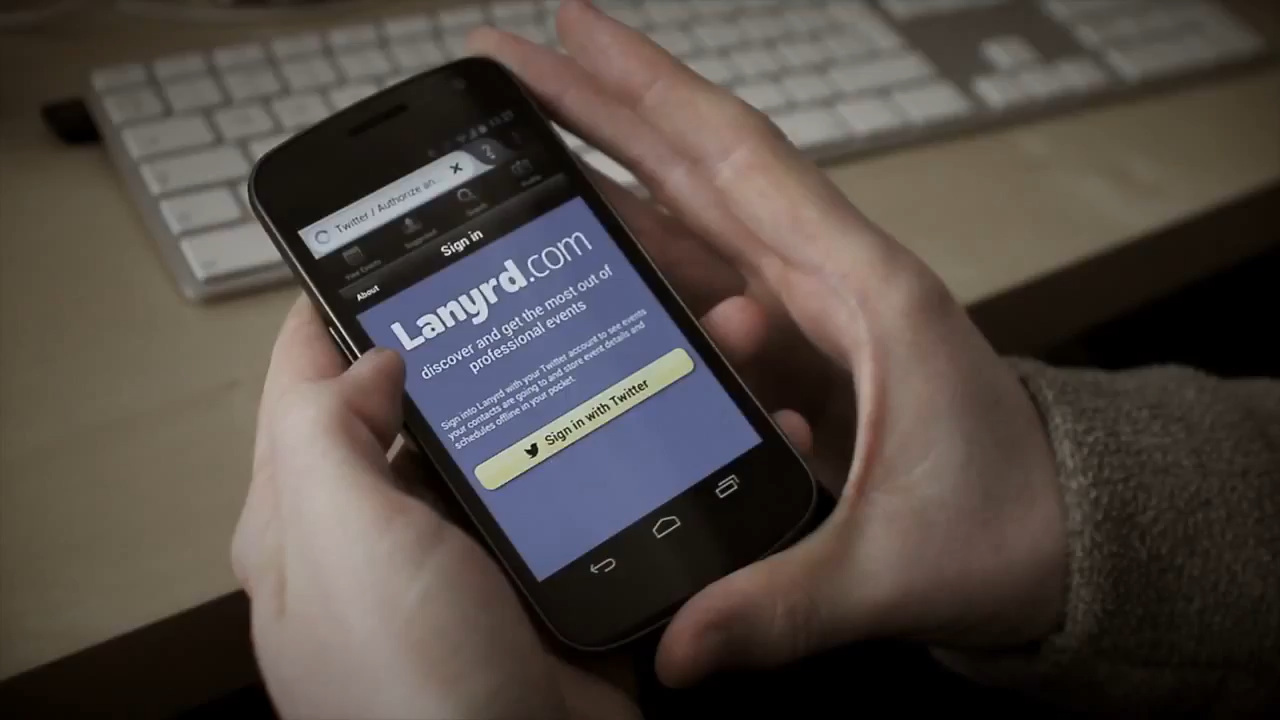 Twitter / Authorize an
Sign in
About
Lanyrd.com
discover and get the most out of
professional events
Sign into Lanyrd with your Twitter account to see events
your contacts are going to and store event details and
schedules offline in your pocket.
Sign in with Twitter